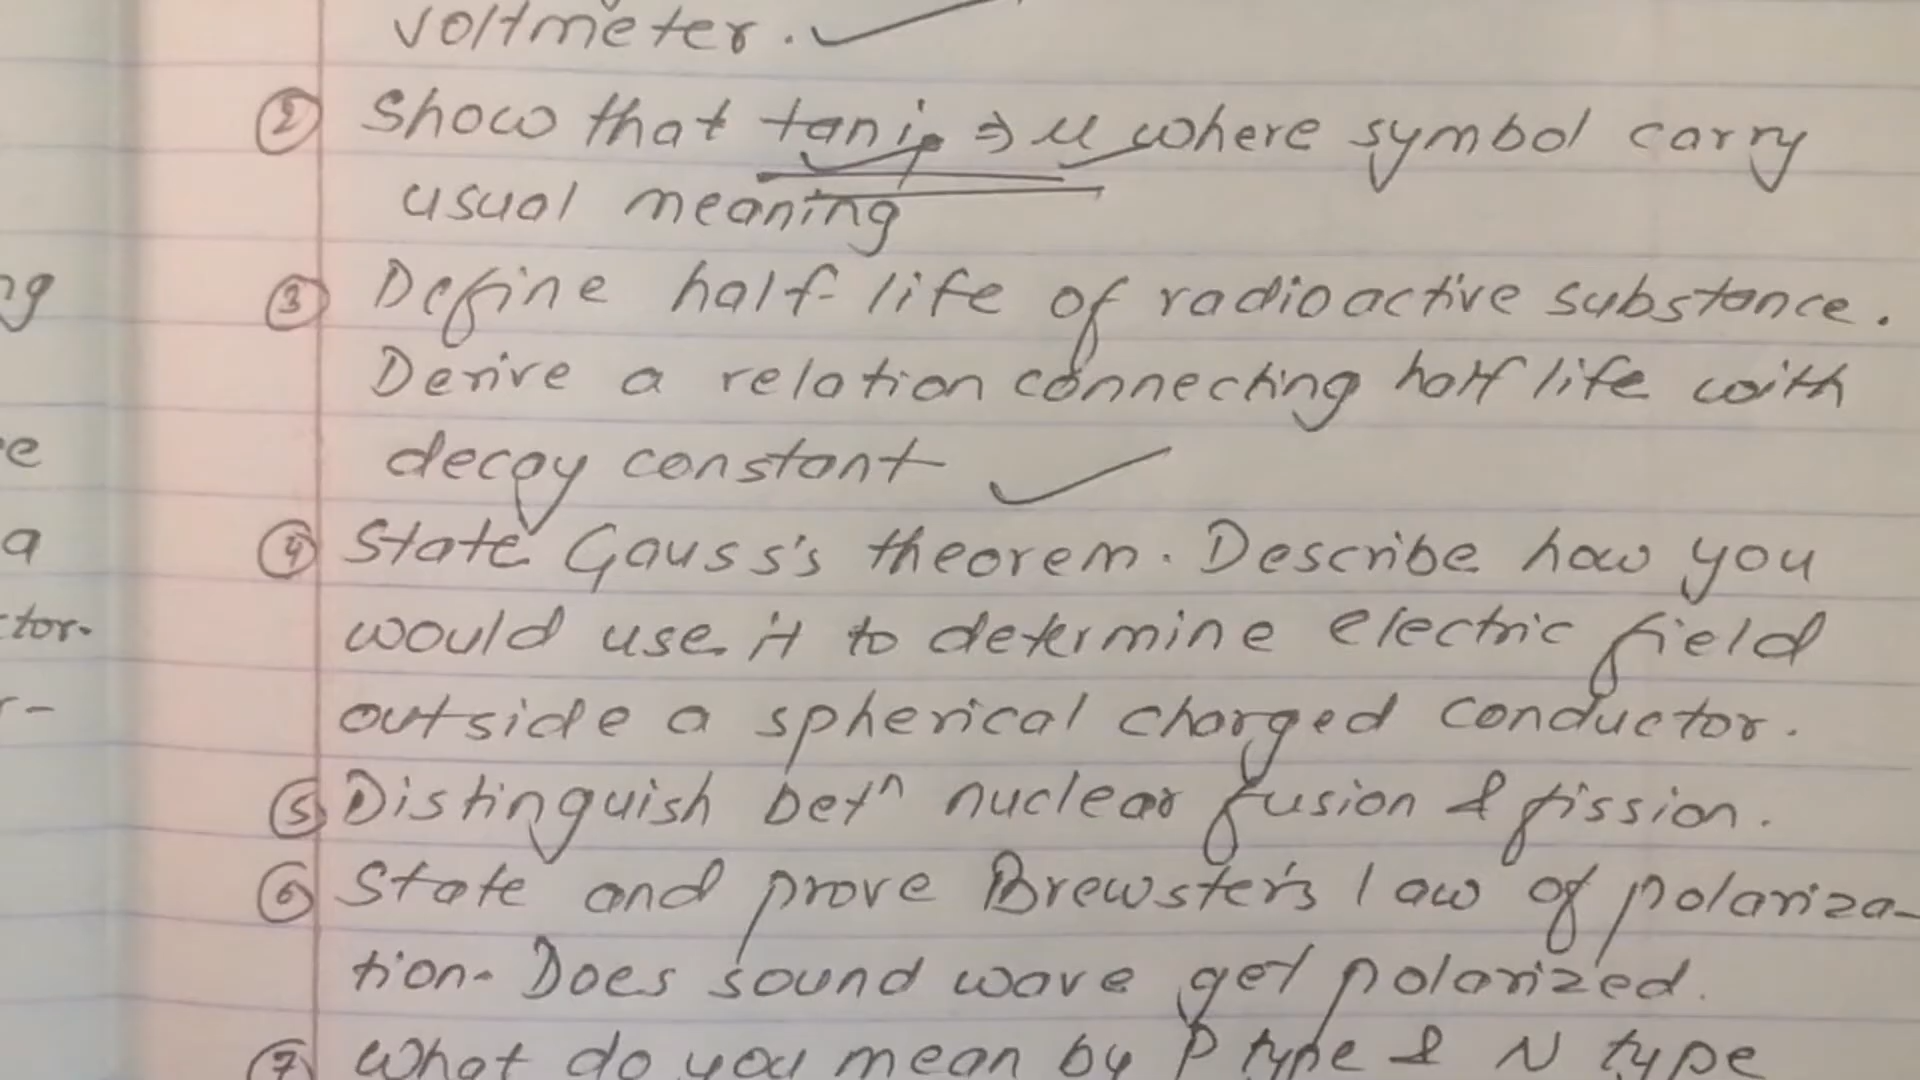 voltmeter.
② Show that tan ip => μ where symbol carry
usual meaning
③ Define half-life of radioactive substance.
Derive a relation connecting half life with
decay constant
④ State Gauss's theorem. Describe how you
would use it to determine electric field
outside a spherical charged conductor.
⑤ Distinguish betn nuclear fusion & fission.
⑥ State and prove Brewster's law of polariza-
tion. Does sound wave get polarized.
⑦ What do you mean by P type & N type
ng
e
a
tor.
r-